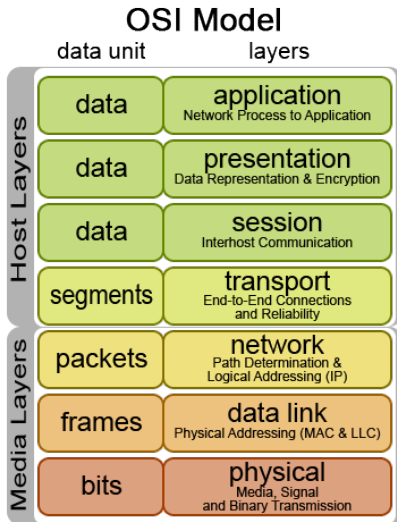 OSI Model
data unit layers
Host Layers
data application
Network Process to Application
data presentation
Data Representation & Encryption
data session
Interhost Communication
segments transport
End-to-End Connections
and Reliability
Media Layers
packets network
Path Determination &
Logical Addressing (IP)
frames data link
Physical Addressing (MAC & LLC)
bits physical
Media, Signal
and Binary Transmission